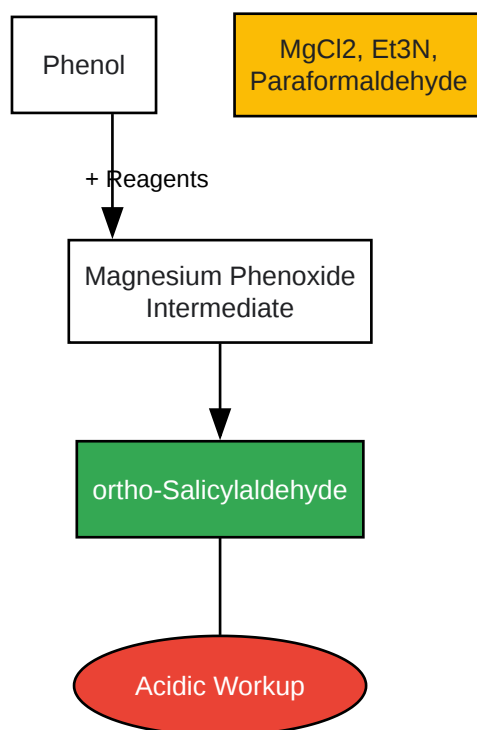 Phenol
MgCl2, Et3N,
Paraformaldehyde
+ Reagents
Magnesium Phenoxide
Intermediate
ortho-Salicylaldehyde
Acidic Workup